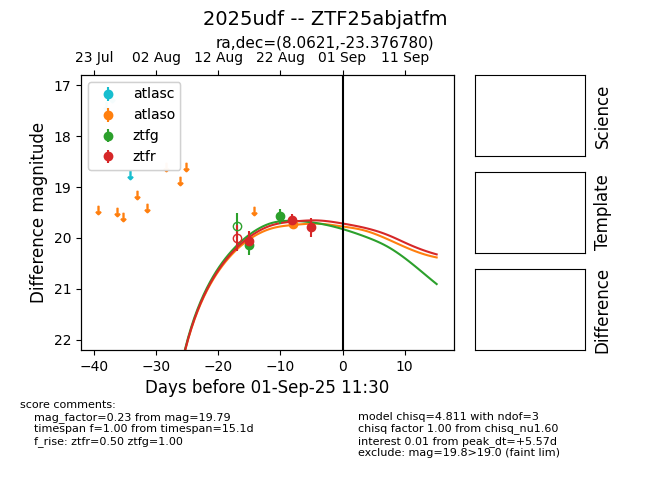 2025udf -- ZTF25abjatfm
ra,dec=(8.0621,-23.376780)
23 Jul 02 Aug 12 Aug 22 Aug 01 Sep 11 Sep
17
18
19
20
21
22
Difference magnitude
atlasc
atlaso
ztfg
ztfr
−40 −30 −20 −10 0 10
Days before 01-Sep-25 11:30
Science
Template
Difference
score comments:
mag_factor=0.23 from mag=19.79
timespan f=1.00 from timespan=15.1d
f_rise: ztfr=0.50 ztfg=1.00
model chisq=4.811 with ndof=3
chisq factor 1.00 from chisq_nu1.60
interest 0.01 from peak_dt=+5.57d
exclude: mag=19.8>19.0 (faint lim)